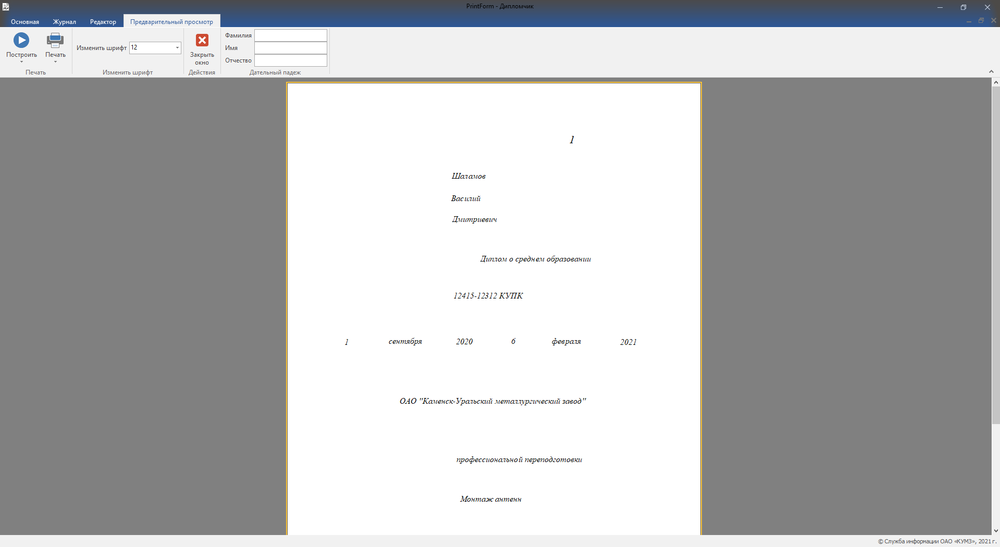 PrintForm - Дипломчик
Основная Журнал Редактор Предварительный просмотр
Построить Печать
Печать
Изменить шрифт 12
Изменить шрифт
Закрыть
окно
Действия
Фамилия
Имя
Отчество
Дательный падеж
1
Шаламов
Василий
Дмитриевич
Диплом о среднем образовании
12415-12312 КУПК
1 сентября 2020 6 февраля 2021
ОАО "Каменск-Уральский металлургический завод"
профессиональной переподготовки
Монтаж антенн
© Служба информации ОАО «КУМЗ», 2021 г.